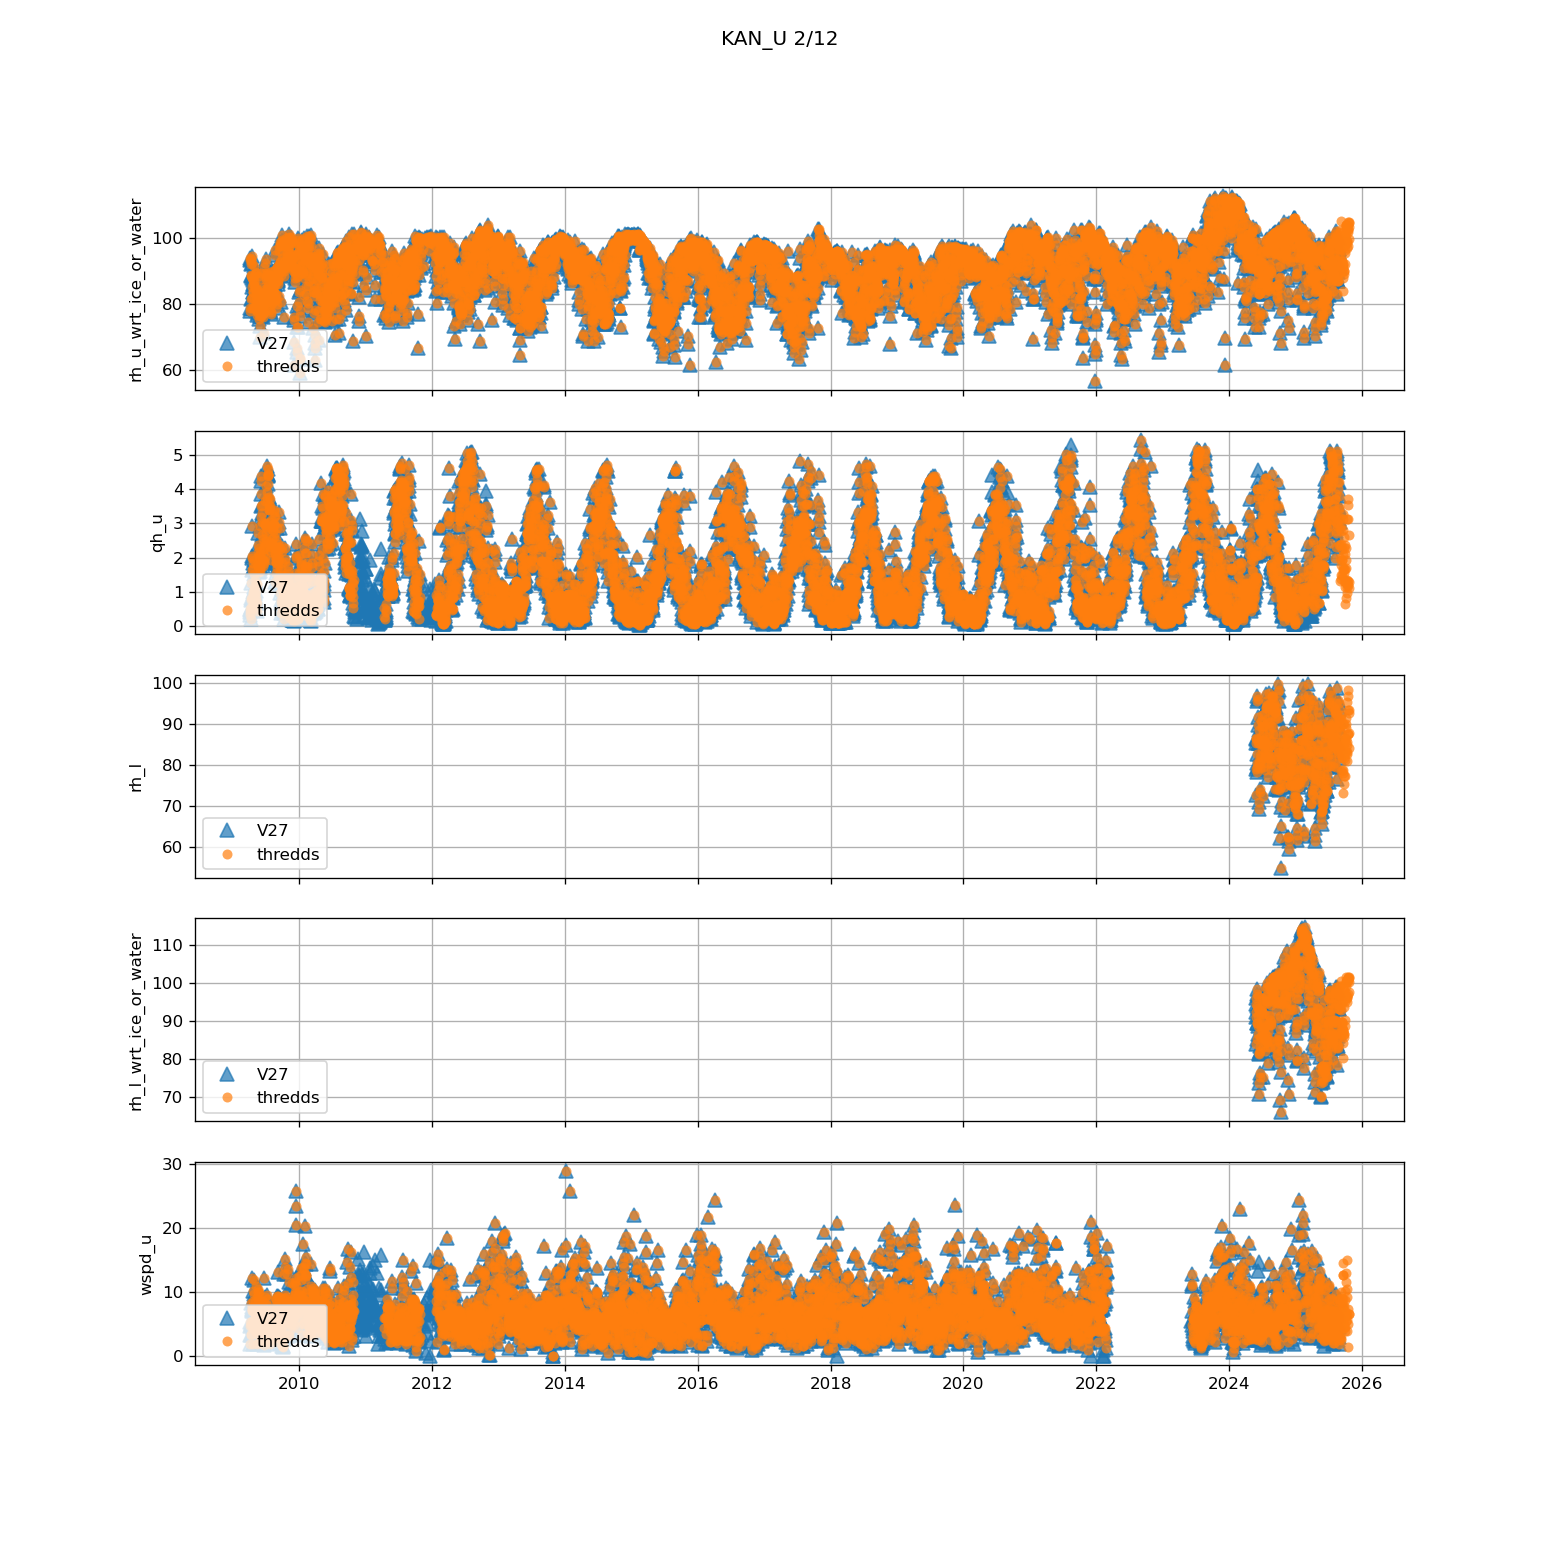 KAN_U 2/12
rh_u_wrt_ice_or_water
100
80
60
V27
thredds
qh_u
5
4
3
2
1
0
V27
thredds
rh_l
100
90
80
70
60
V27
thredds
rh_l_wrt_ice_or_water
110
100
90
80
70
V27
thredds
wspd_u
30
20
10
0
V27
thredds
2010 2012 2014 2016 2018 2020 2022 2024 2026